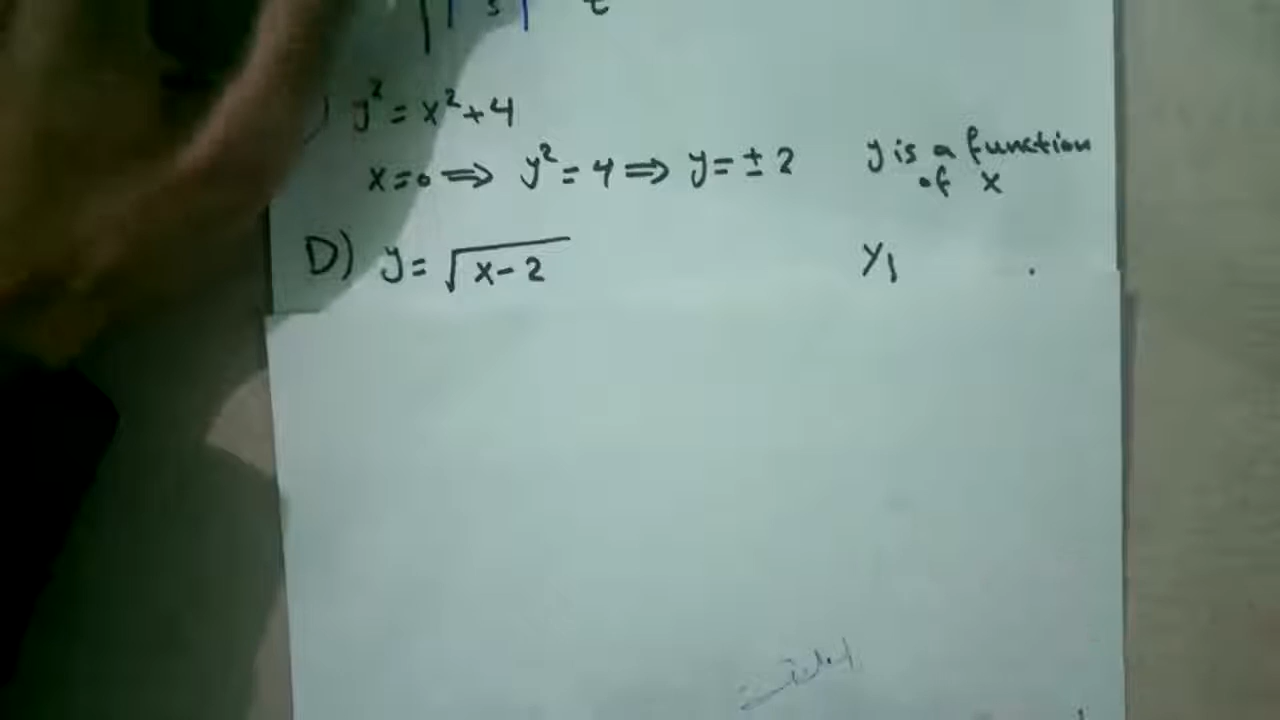 s t
) y² = x² + 4
x = 0 ⟹ y² = 4 ⟹ y = ± 2 y is a function of x
D) y = √(x - 2) y₁ .